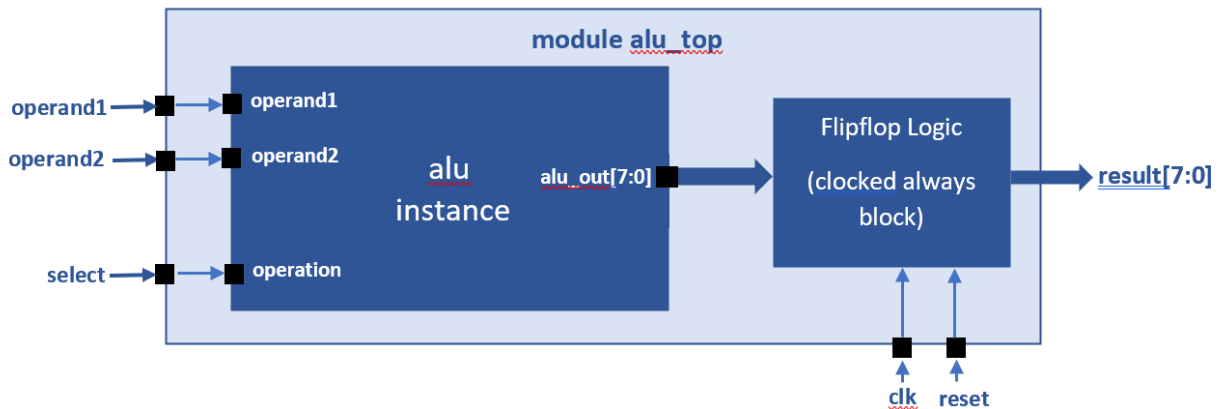 module alu_top
operand1
operand1
operand2
operand2
alu
instance
alu_out[7:0]
select
operation
Flipflop Logic
(clocked always
block)
result[7:0]
clk
reset